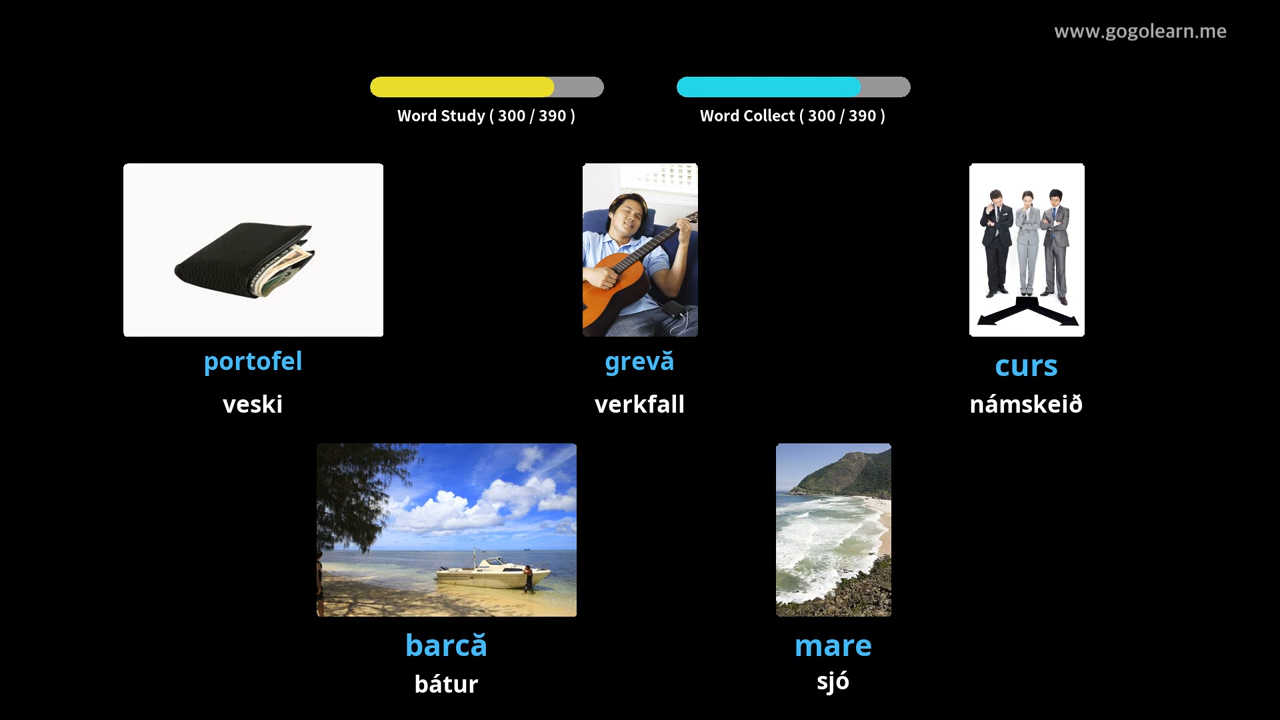 www.gogolearn.me
Word Study ( 300 / 390 )
Word Collect ( 300 / 390 )
portofel
grevă
curs
veski
verkfall
námskeið
barcă
mare
bátur
sjó